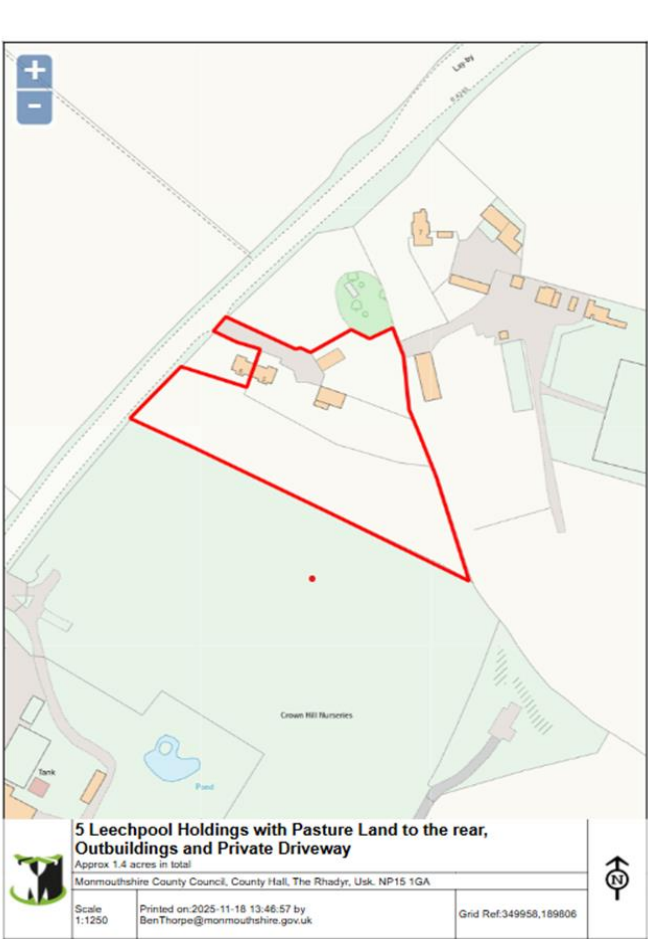 +
-
Lay-by
7
Crown Hill Nurseries
Tank
Pond
5 Leechpool Holdings with Pasture Land to the rear,
Outbuildings and Private Driveway
Approx 1.4 acres in total
Monmouthshire County Council, County Hall, The Rhadyr, Usk. NP15 1GA
Scale
1:1250
Printed on:2025-11-18 13:46:57 by
BenThorpe@monmouthshire.gov.uk
Grid Ref:349958,189806
N